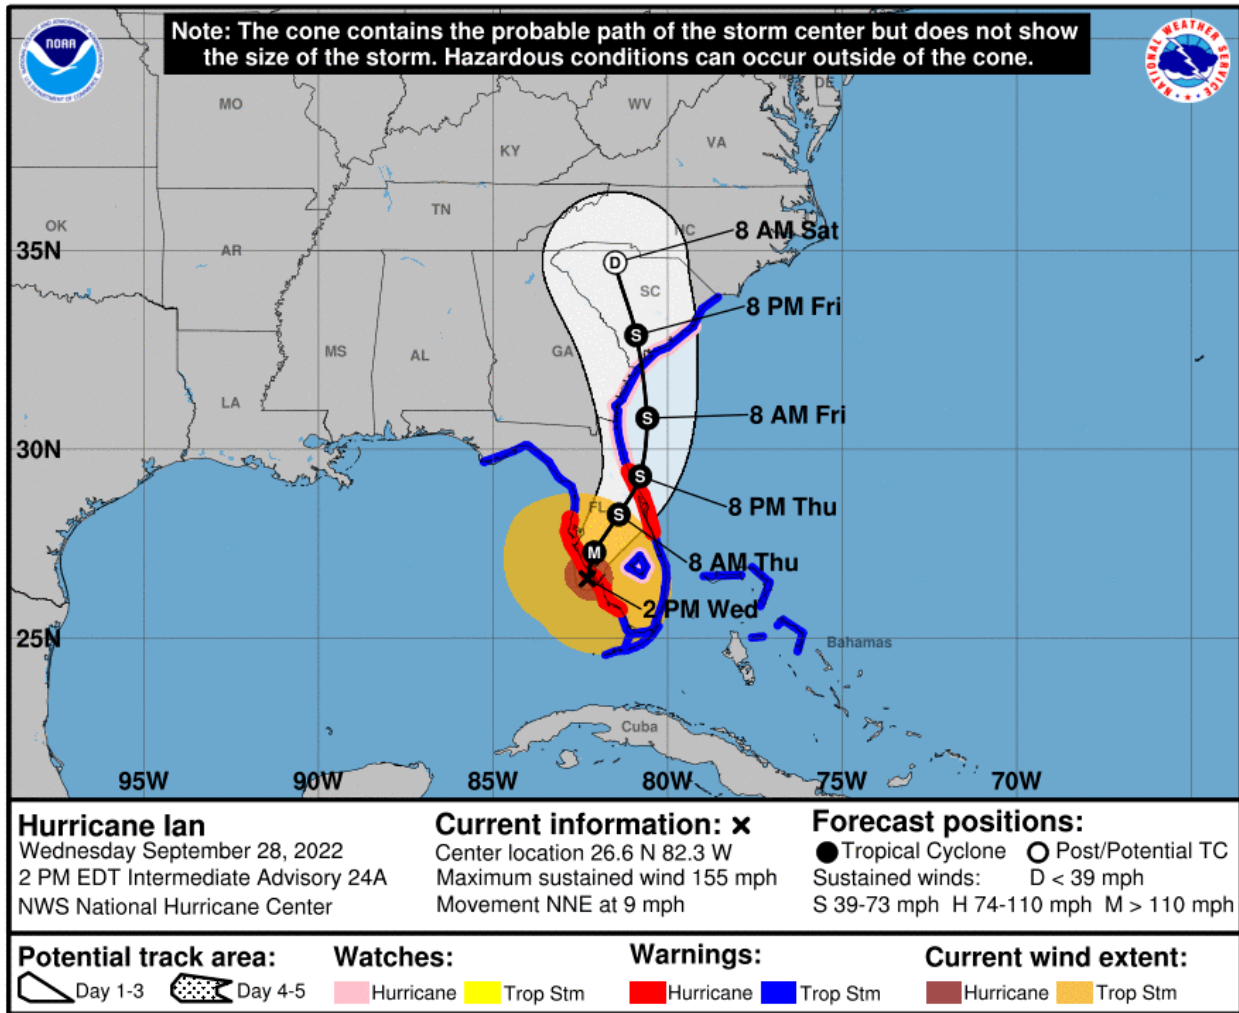 Note: The cone contains the probable path of the storm center but does not show
the size of the storm. Hazardous conditions can occur outside of the cone.
NOAA
NATIONAL WEATHER SERVICE
MO
WV
DE
VA
KY
OK
TN
35N
AR
NC
8 AM Sat
D
SC
8 PM Fri
S
MS
AL
GA
LA
S
8 AM Fri
30N
S
8 PM Thu
FL
S
M
8 AM Thu
2 PM Wed
25N
Bahamas
Cuba
95W
90W
85W
80W
75W
70W
Hurricane Ian
Wednesday September 28, 2022
2 PM EDT Intermediate Advisory 24A
NWS National Hurricane Center
Current information: ×
Center location 26.6 N 82.3 W
Maximum sustained wind 155 mph
Movement NNE at 9 mph
Forecast positions:
Tropical Cyclone Post/Potential TC
Sustained winds: D < 39 mph
S 39-73 mph H 74-110 mph M > 110 mph
Potential track area:
Day 1-3 Day 4-5
Watches:
Hurricane Trop Stm
Warnings:
Hurricane Trop Stm
Current wind extent:
Hurricane Trop Stm